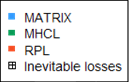 MATRIX
MHCL
RPL
Inevitable losses